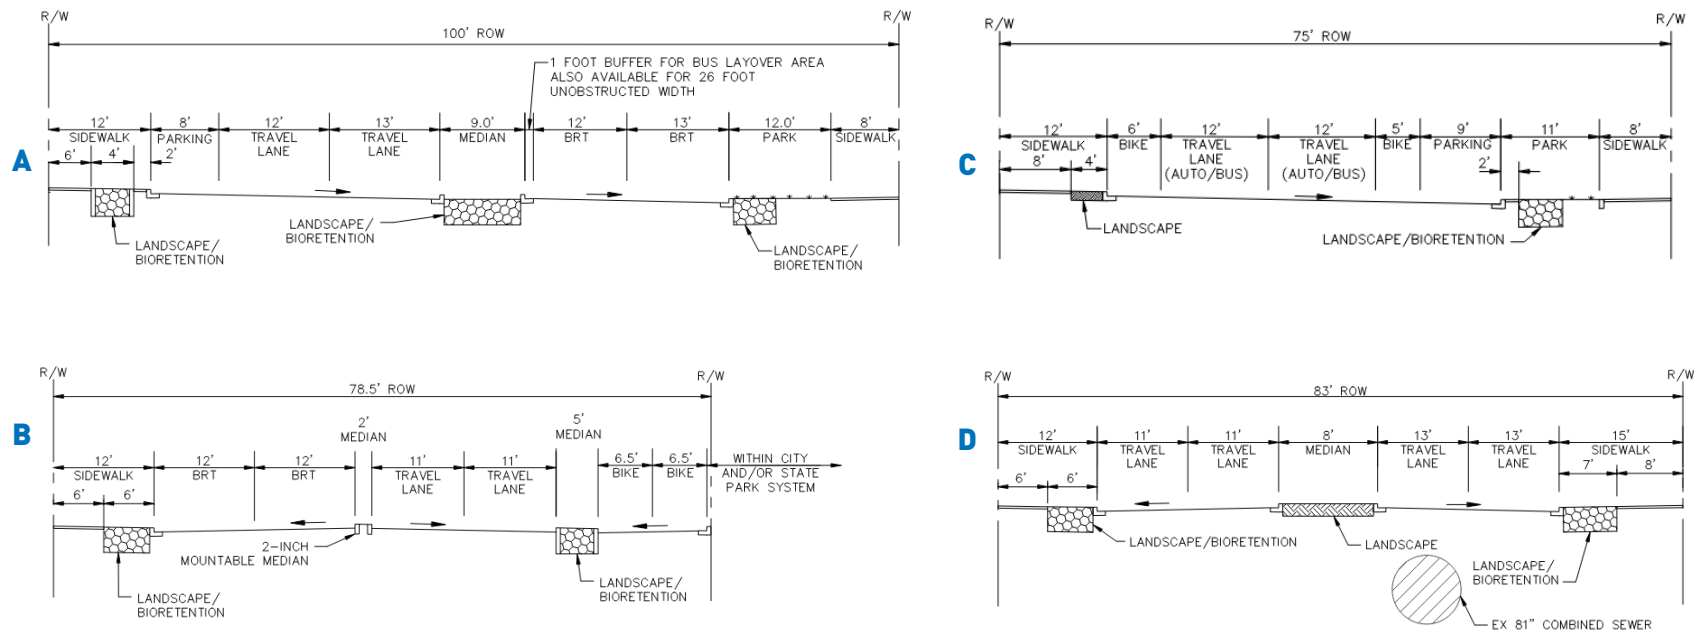 A
R/W
R/W
100' ROW
1 FOOT BUFFER FOR BUS LAYOVER AREA
ALSO AVAILABLE FOR 26 FOOT
UNOBSTRUCTED WIDTH
12'
SIDEWALK
8'
PARKING
12'
TRAVEL
LANE
13'
TRAVEL
LANE
9.0'
MEDIAN
12'
BRT
13'
BRT
12.0'
PARK
8'
SIDEWALK
6'
4'
2'
LANDSCAPE/
BIORETENTION
LANDSCAPE/
BIORETENTION
LANDSCAPE/
BIORETENTION
C
R/W
R/W
75' ROW
12'
SIDEWALK
6'
BIKE
12'
TRAVEL
LANE
(AUTO/BUS)
12'
TRAVEL
LANE
(AUTO/BUS)
5'
BIKE
9'
PARKING
11'
PARK
8'
SIDEWALK
8'
4'
2'
LANDSCAPE
LANDSCAPE/BIORETENTION
B
R/W
R/W
78.5' ROW
2'
MEDIAN
5'
MEDIAN
12'
SIDEWALK
12'
BRT
12'
BRT
11'
TRAVEL
LANE
11'
TRAVEL
LANE
6.5'
BIKE
6.5'
BIKE
WITHIN CITY
AND/OR STATE
PARK SYSTEM
6'
6'
2-INCH
MOUNTABLE MEDIAN
LANDSCAPE/
BIORETENTION
LANDSCAPE/
BIORETENTION
D
R/W
R/W
83' ROW
12'
SIDEWALK
11'
TRAVEL
LANE
11'
TRAVEL
LANE
8'
MEDIAN
13'
TRAVEL
LANE
13'
TRAVEL
LANE
15'
SIDEWALK
6'
6'
7'
8'
LANDSCAPE/BIORETENTION
LANDSCAPE
LANDSCAPE/
BIORETENTION
EX 81" COMBINED SEWER